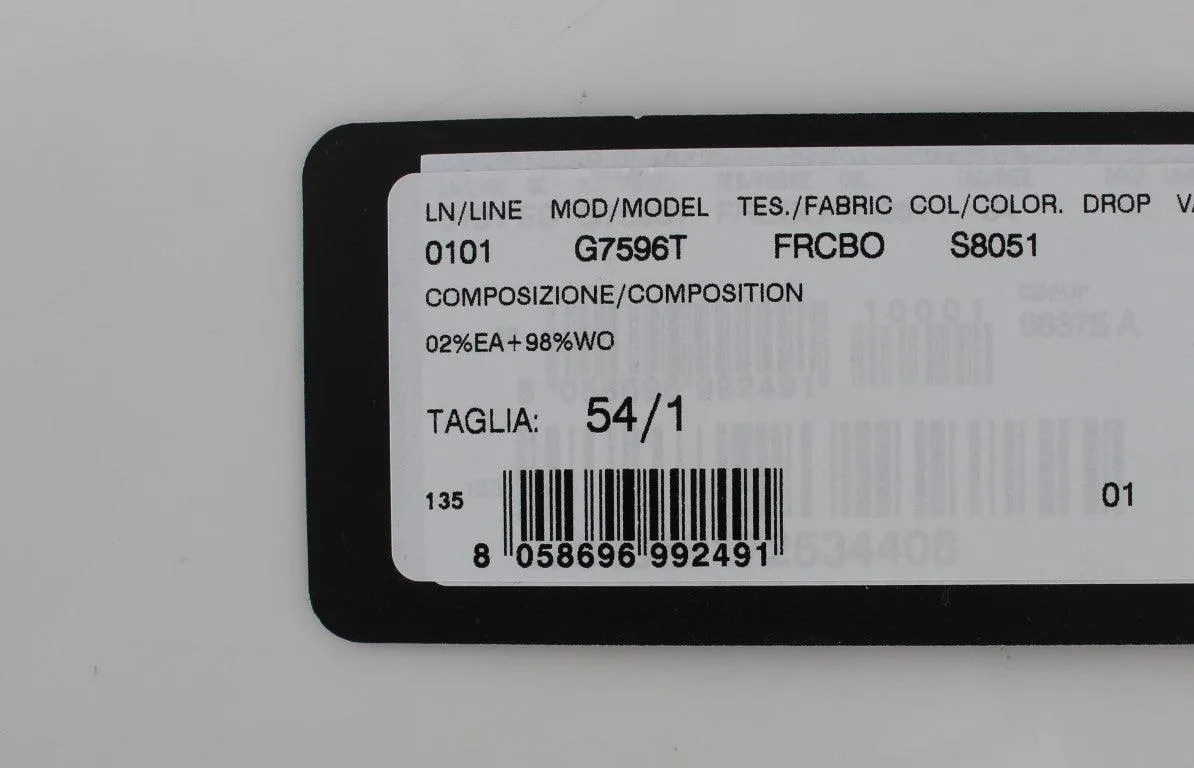 LN/LINE MOD/MODEL TES./FABRIC COL/COLOR. DROP
0101 G7596T FRCBO S8051
COMPOSIZIONE/COMPOSITION
02%EA+98%WO
TAGLIA: 54/1
135
01
8 058696 992491